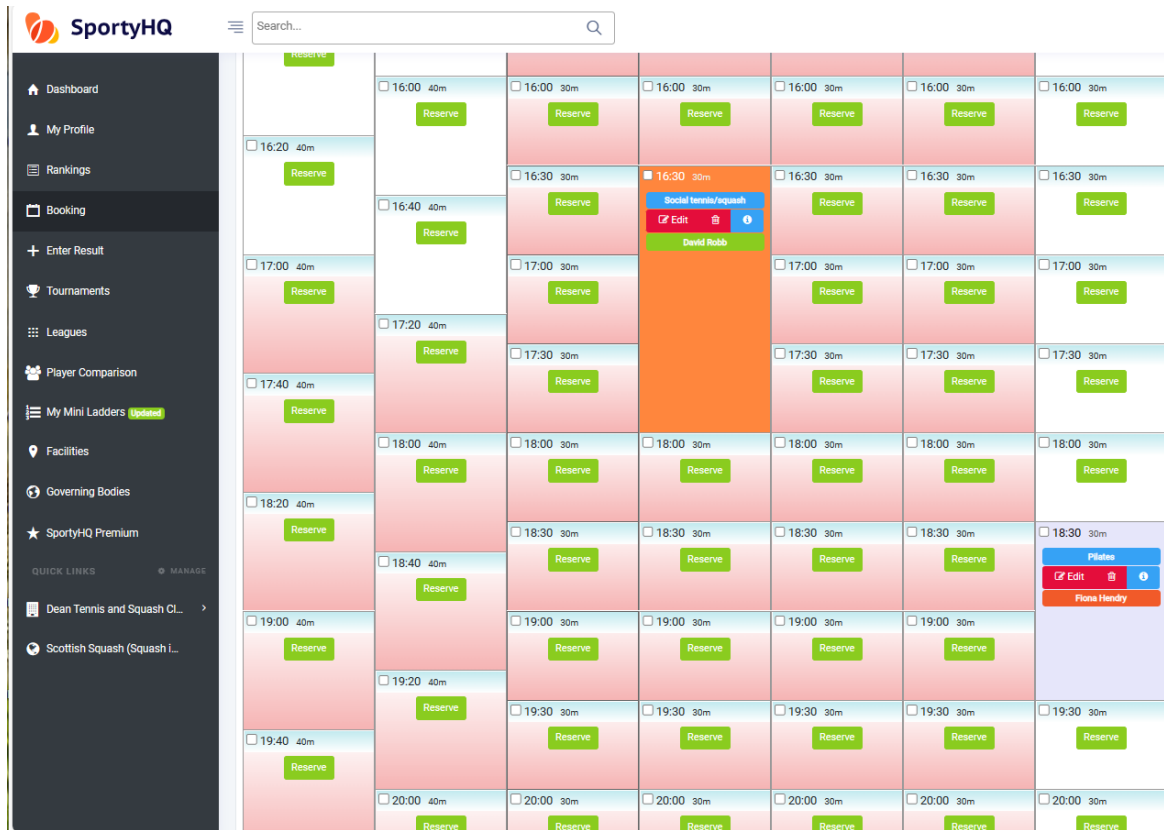 SportyHQ
Search...
Dashboard
My Profile
Rankings
Booking
Enter Result
Tournaments
Leagues
Player Comparison
My Mini Ladders Updated
Facilities
Governing Bodies
SportyHQ Premium
QUICK LINKS MANAGE
Dean Tennis and Squash Cl...
Scottish Squash (Squash i...
Reserve
16:00 40m 16:00 30m 16:00 30m 16:00 30m 16:00 30m 16:00 30m
Reserve Reserve Reserve Reserve Reserve Reserve
16:20 40m
Reserve
16:30 30m 16:30 30m 16:30 30m 16:30 30m 16:30 30m
Social tennis/squash
Reserve Reserve Reserve Reserve
16:40 40m
Edit
Reserve
David Robb
17:00 40m 17:00 30m 17:00 30m 17:00 30m 17:00 30m
Reserve Reserve Reserve Reserve Reserve
17:20 40m
Reserve
17:30 30m 17:30 30m 17:30 30m 17:30 30m
Reserve Reserve Reserve Reserve
17:40 40m
Reserve
18:00 40m 18:00 30m 18:00 30m 18:00 30m 18:00 30m 18:00 30m
Reserve Reserve Reserve Reserve Reserve Reserve
18:20 40m
Reserve
18:30 30m 18:30 30m 18:30 30m 18:30 30m 18:30 30m
Pilates
Reserve Reserve Reserve Reserve
18:40 40m
Edit
Reserve
Fiona Hendry
19:00 40m 19:00 30m 19:00 30m 19:00 30m 19:00 30m
Reserve Reserve Reserve Reserve Reserve
19:20 40m
Reserve
19:30 30m 19:30 30m 19:30 30m 19:30 30m 19:30 30m
Reserve Reserve Reserve Reserve Reserve
19:40 40m
Reserve
20:00 40m 20:00 30m 20:00 30m 20:00 30m 20:00 30m 20:00 30m
Reserve Reserve Reserve Reserve Reserve Reserve